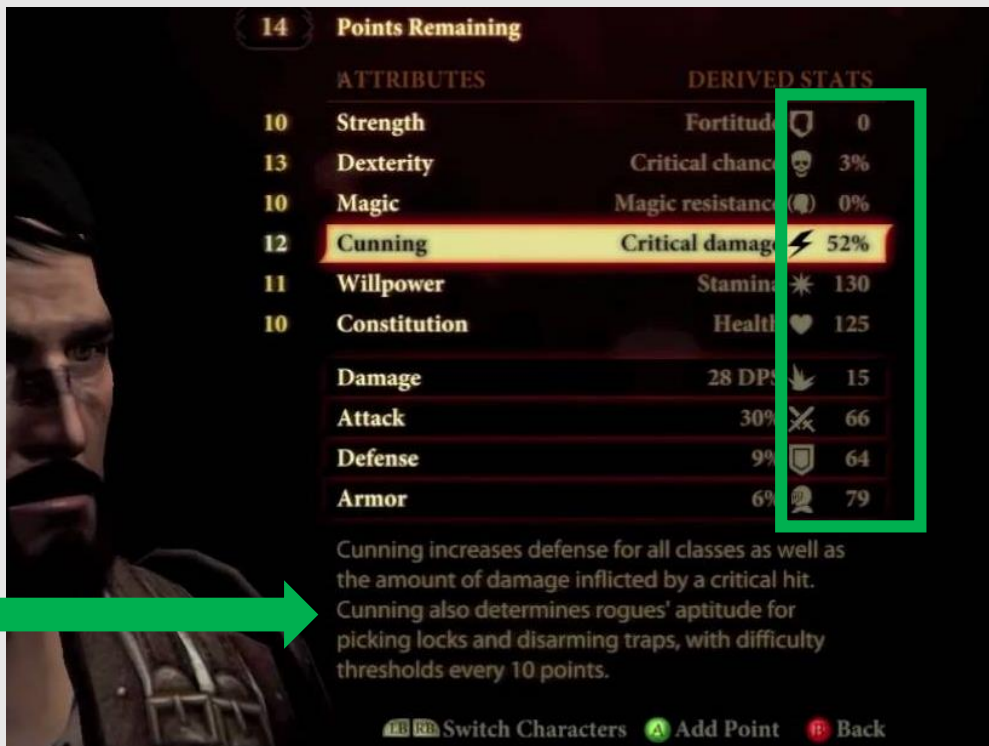 14 Points Remaining
ATTRIBUTES DERIVED STATS
10 Strength Fortitude 0
13 Dexterity Critical chance 3%
10 Magic Magic resistance 0%
12 Cunning Critical damage 52%
11 Willpower Stamina 130
10 Constitution Health 125
Damage 28 DPS 15
Attack 30% 66
Defense 9% 64
Armor 6% 79
Cunning increases defense for all classes as well as
the amount of damage inflicted by a critical hit.
Cunning also determines rogues' aptitude for
picking locks and disarming traps, with difficulty
thresholds every 10 points.
LB RB Switch Characters A Add Point B Back